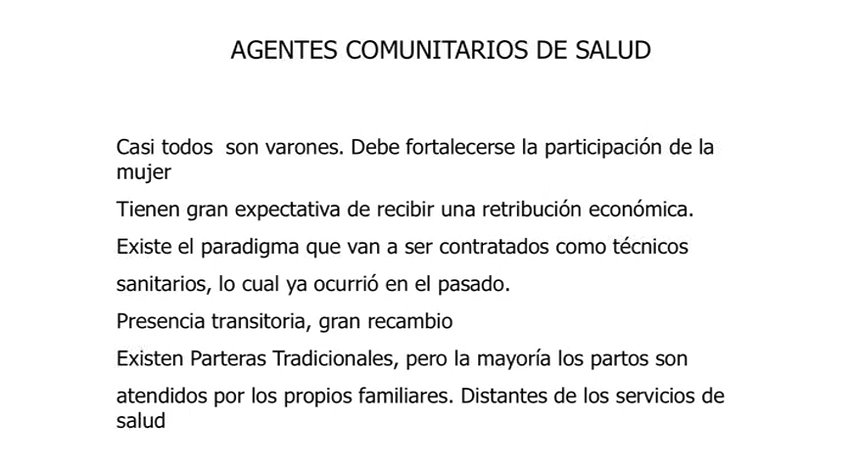 AGENTES COMUNITARIOS DE SALUD
Casi todos  son varones. Debe fortalecerse la participación de la
mujer
Tienen gran expectativa de recibir una retribución económica.
Existe el paradigma que van a ser contratados como técnicos
sanitarios, lo cual ya ocurrió en el pasado.
Presencia transitoria, gran recambio
Existen Parteras Tradicionales, pero la mayoría los partos son
atendidos por los propios familiares. Distantes de los servicios de
salud